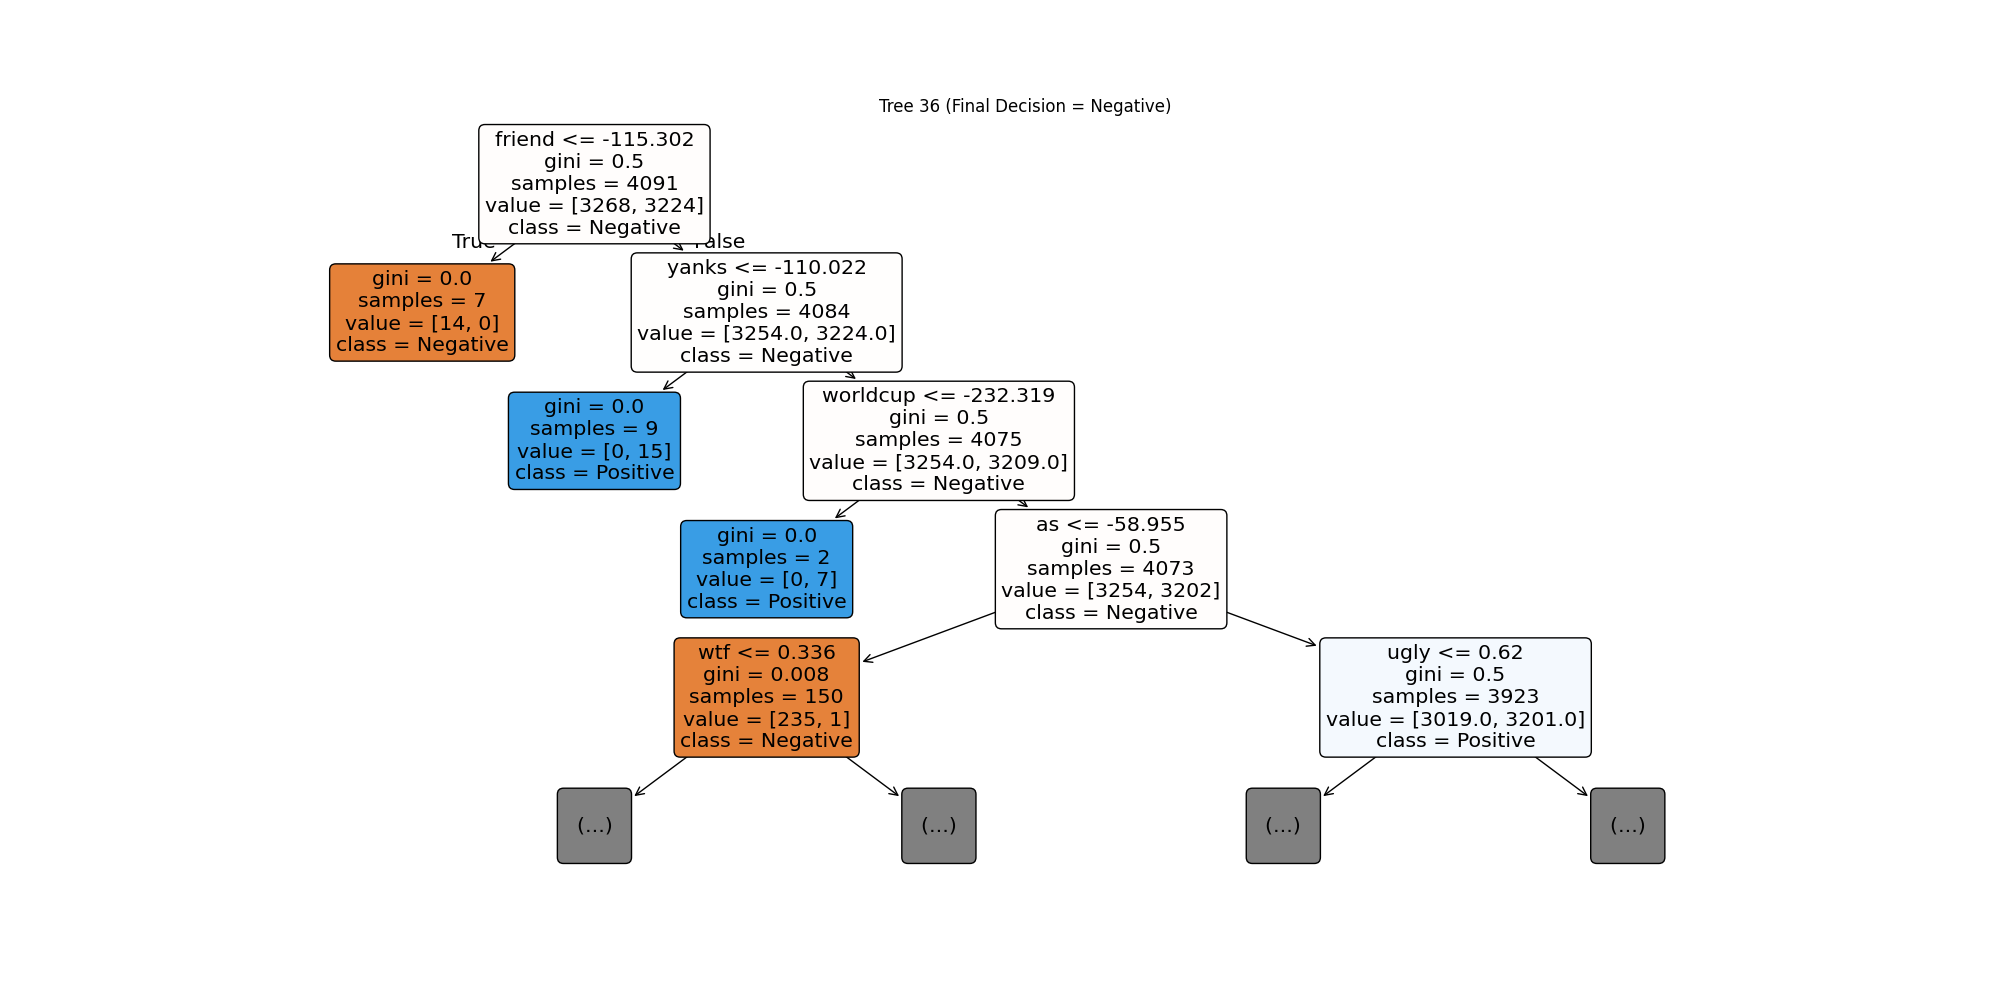 Tree 36 (Final Decision = Negative)
friend <= -115.302
gini = 0.5
samples = 4091
value = [3268, 3224]
class = Negative
True
False
gini = 0.0
samples = 7
value = [14, 0]
class = Negative
yanks <= -110.022
gini = 0.5
samples = 4084
value = [3254.0, 3224.0]
class = Negative
gini = 0.0
samples = 9
value = [0, 15]
class = Positive
worldcup <= -232.319
gini = 0.5
samples = 4075
value = [3254.0, 3209.0]
class = Negative
gini = 0.0
samples = 2
value = [0, 7]
class = Positive
as <= -58.955
gini = 0.5
samples = 4073
value = [3254, 3202]
class = Negative
wtf <= 0.336
gini = 0.008
samples = 150
value = [235, 1]
class = Negative
ugly <= 0.62
gini = 0.5
samples = 3923
value = [3019.0, 3201.0]
class = Positive
(...)
(...)
(...)
(...)